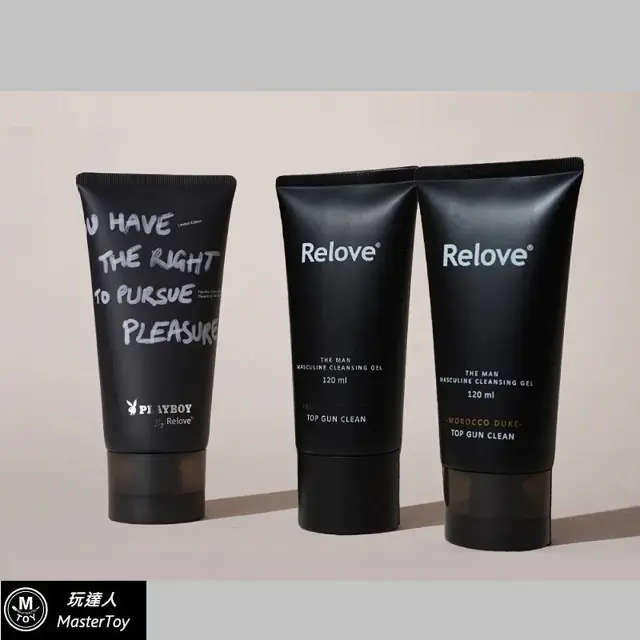 U HAVE
Limited Edition
THE RIGHT
TO PURSUE
PLEASURE
PLAYBOY
By Relove
Relove®
THE MAN
MASCULINE CLEANSING GEL
120 ml
TOP GUN CLEAN
Relove®
THE MAN
MASCULINE CLEANSING GEL
120 ml
-MOROCCO DUKE-
TOP GUN CLEAN
M
TOY
玩達人
MasterToy